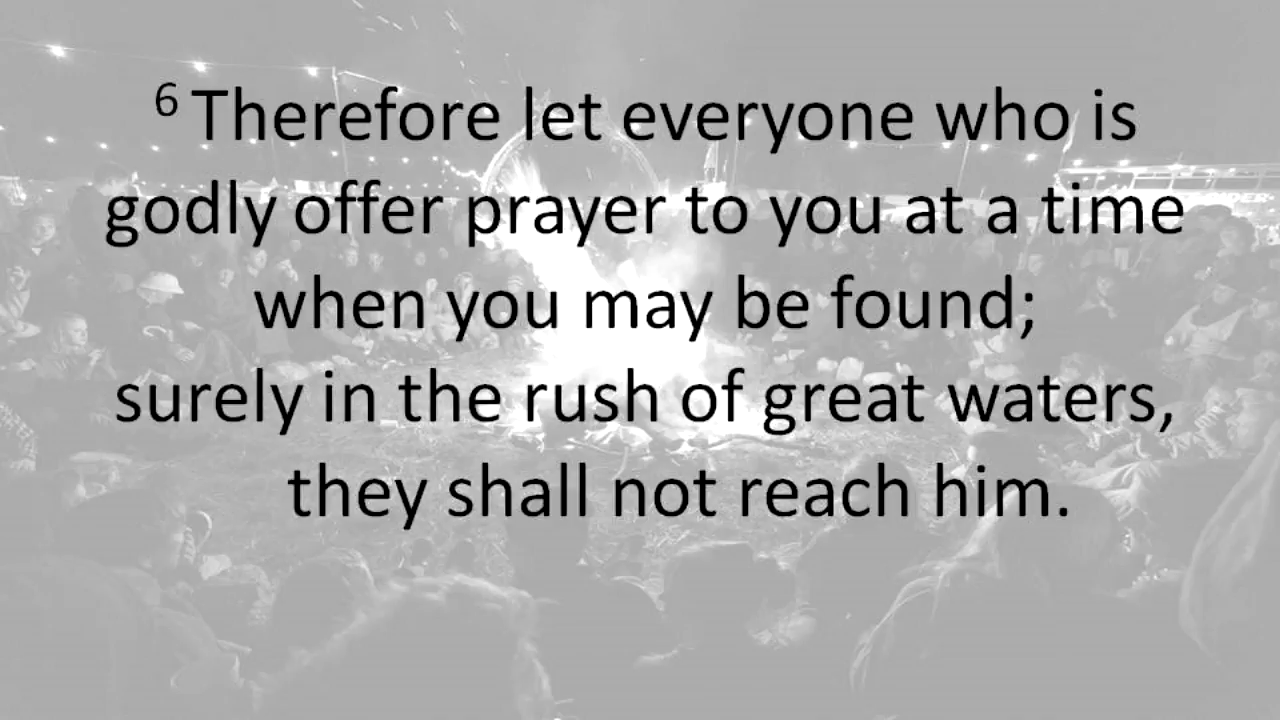 6 Therefore let everyone who is
godly offer prayer to you at a time
when you may be found;
surely in the rush of great waters,
they shall not reach him.